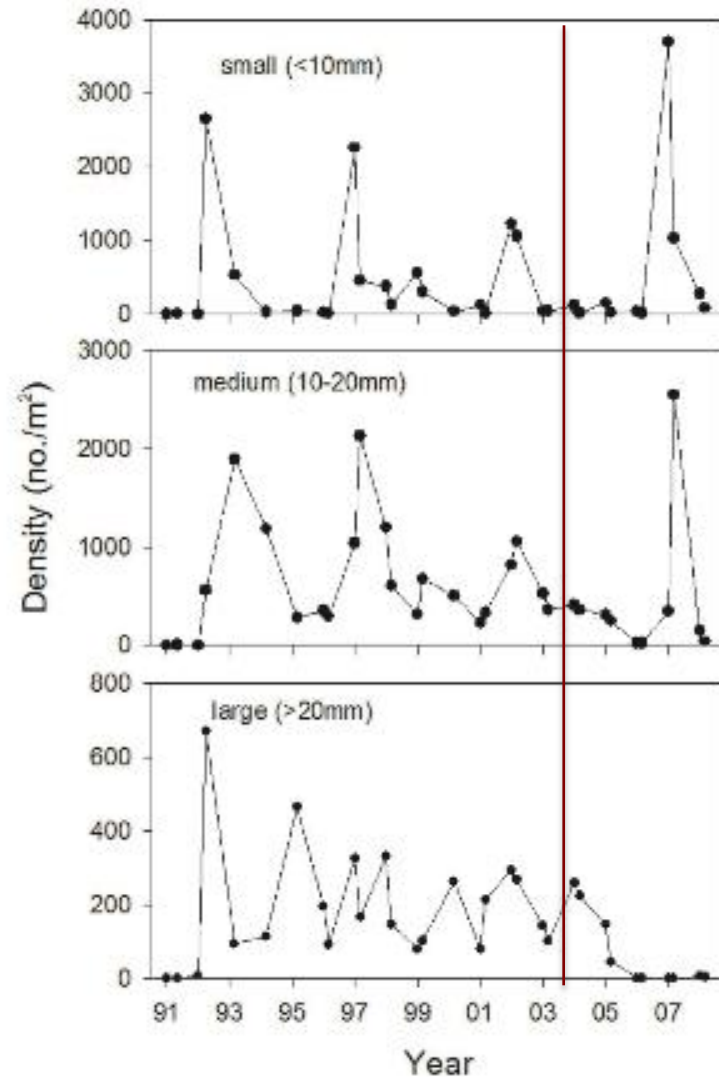 4000
small (<10mm)
3000
2000
1000
0
3000
medium (10-20mm)
2000
1000
0
800
large (>20mm)
600
400
200
0
Density (no./m²)
91 93 95 97 99 01 03 05 07
Year